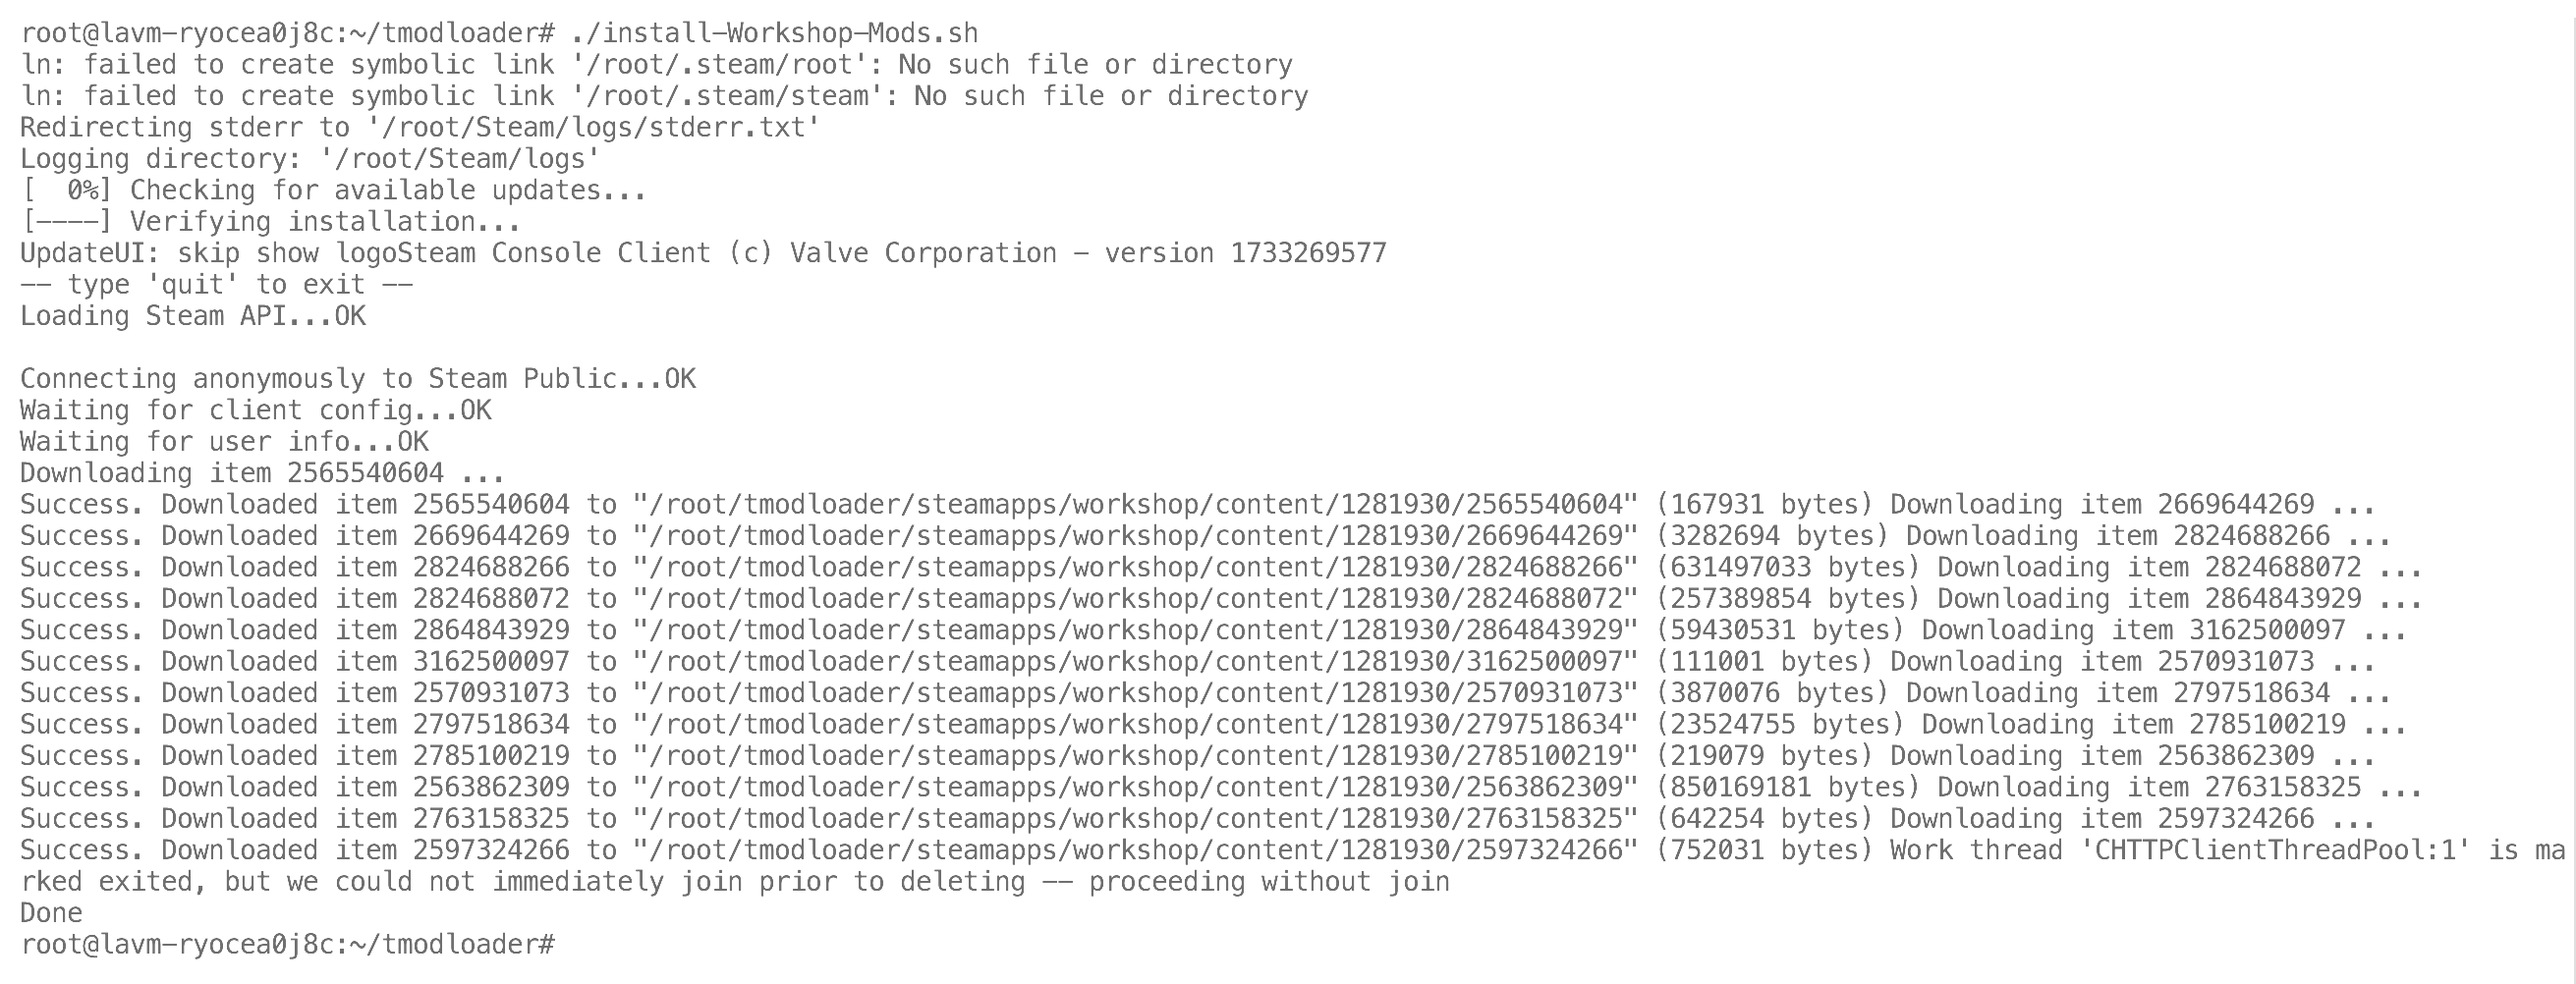 root@lavm-ryocea0j8c:~/tmodloader# ./install-Workshop-Mods.sh
ln: failed to create symbolic link '/root/.steam/root': No such file or directory
ln: failed to create symbolic link '/root/.steam/steam': No such file or directory
Redirecting stderr to '/root/Steam/logs/stderr.txt'
Logging directory: '/root/Steam/logs'
[  0%] Checking for available updates...
[----] Verifying installation...
UpdateUI: skip show logoSteam Console Client (c) Valve Corporation - version 1733269577
-- type 'quit' to exit --
Loading Steam API...OK
Connecting anonymously to Steam Public...OK
Waiting for client config...OK
Waiting for user info...OK
Downloading item 2565540604 ...
Success. Downloaded item 2565540604 to "/root/tmodloader/steamapps/workshop/content/1281930/2565540604" (167931 bytes) Downloading item 2669644269 ...
Success. Downloaded item 2669644269 to "/root/tmodloader/steamapps/workshop/content/1281930/2669644269" (3282694 bytes) Downloading item 2824688266 ...
Success. Downloaded item 2824688266 to "/root/tmodloader/steamapps/workshop/content/1281930/2824688266" (631497033 bytes) Downloading item 2824688072 ...
Success. Downloaded item 2824688072 to "/root/tmodloader/steamapps/workshop/content/1281930/2824688072" (257389854 bytes) Downloading item 2864843929 ...
Success. Downloaded item 2864843929 to "/root/tmodloader/steamapps/workshop/content/1281930/2864843929" (59430531 bytes) Downloading item 3162500097 ...
Success. Downloaded item 3162500097 to "/root/tmodloader/steamapps/workshop/content/1281930/3162500097" (111001 bytes) Downloading item 2570931073 ...
Success. Downloaded item 2570931073 to "/root/tmodloader/steamapps/workshop/content/1281930/2570931073" (3870076 bytes) Downloading item 2797518634 ...
Success. Downloaded item 2797518634 to "/root/tmodloader/steamapps/workshop/content/1281930/2797518634" (23524755 bytes) Downloading item 2785100219 ...
Success. Downloaded item 2785100219 to "/root/tmodloader/steamapps/workshop/content/1281930/2785100219" (219079 bytes) Downloading item 2563862309 ...
Success. Downloaded item 2563862309 to "/root/tmodloader/steamapps/workshop/content/1281930/2563862309" (850169181 bytes) Downloading item 2763158325 ...
Success. Downloaded item 2763158325 to "/root/tmodloader/steamapps/workshop/content/1281930/2763158325" (642254 bytes) Downloading item 2597324266 ...
Success. Downloaded item 2597324266 to "/root/tmodloader/steamapps/workshop/content/1281930/2597324266" (752031 bytes) Work thread 'CHTTPClientThreadPool:1' is ma
rked exited, but we could not immediately join prior to deleting -- proceeding without join
Done
root@lavm-ryocea0j8c:~/tmodloader#